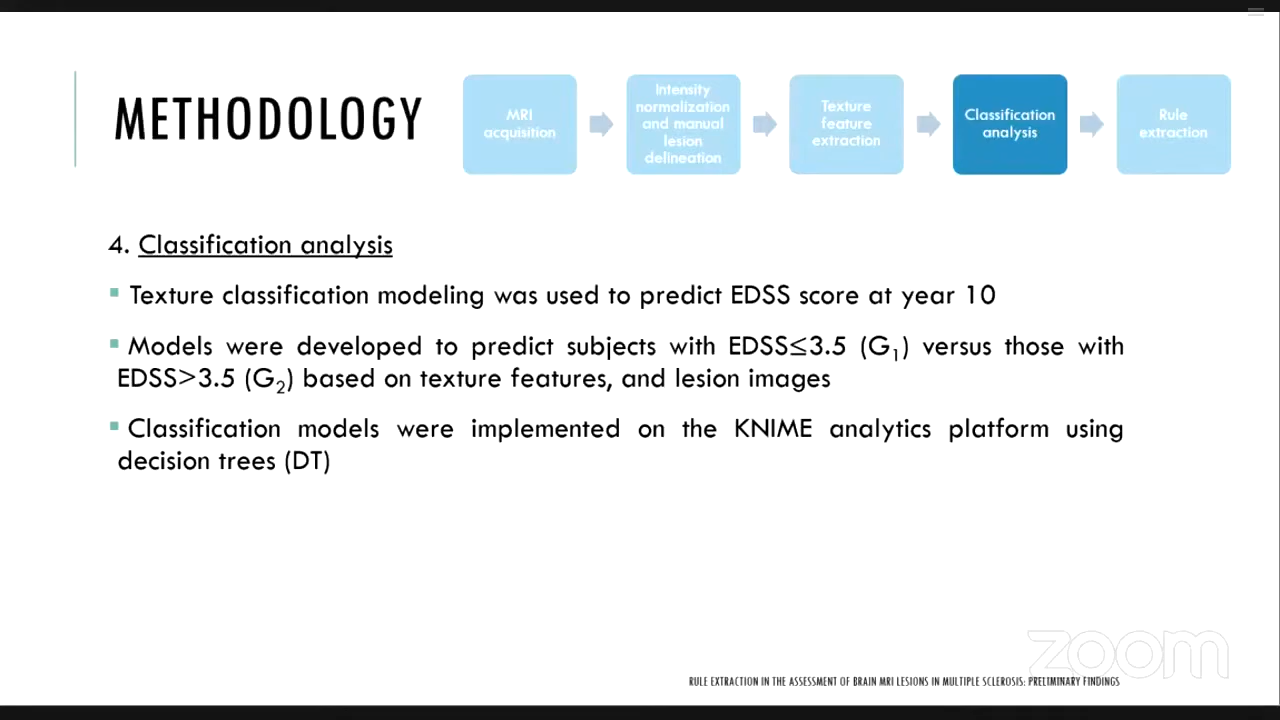 METHODOLOGY
MRI
acquisition
Intensity
normalization
and manual
lesion
delineation
Texture
feature
extraction
Classification
analysis
Rule
extraction
4. Classification analysis
Texture classification modeling was used to predict EDSS score at year 10
Models were developed to predict subjects with EDSS≤3.5 (G₁) versus those with
EDSS>3.5 (G₂) based on texture features, and lesion images
Classification models were implemented on the KNIME analytics platform using
decision trees (DT)
zoom
RULE EXTRACTION IN THE ASSESSMENT OF BRAIN MRI LESIONS IN MULTIPLE SCLEROSIS: PRELIMINARY FINDINGS